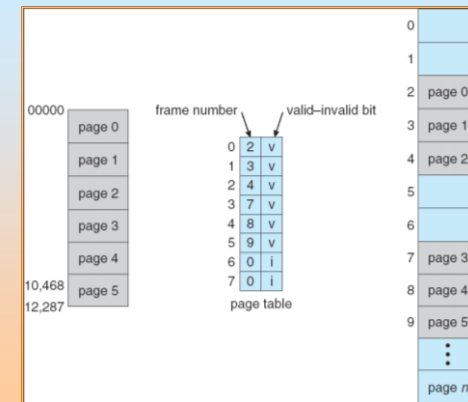 00000
page 0
page 1
page 2
page 3
page 4
page 5
10,468
12,287
frame number
valid–invalid bit
0 2 v
1 3 v
2 4 v
3 7 v
4 8 v
5 9 v
6 0 i
7 0 i
page table
0
1
2 page 0
3 page 1
4 page 2
5
6
7 page 3
8 page 4
9 page 5
page n